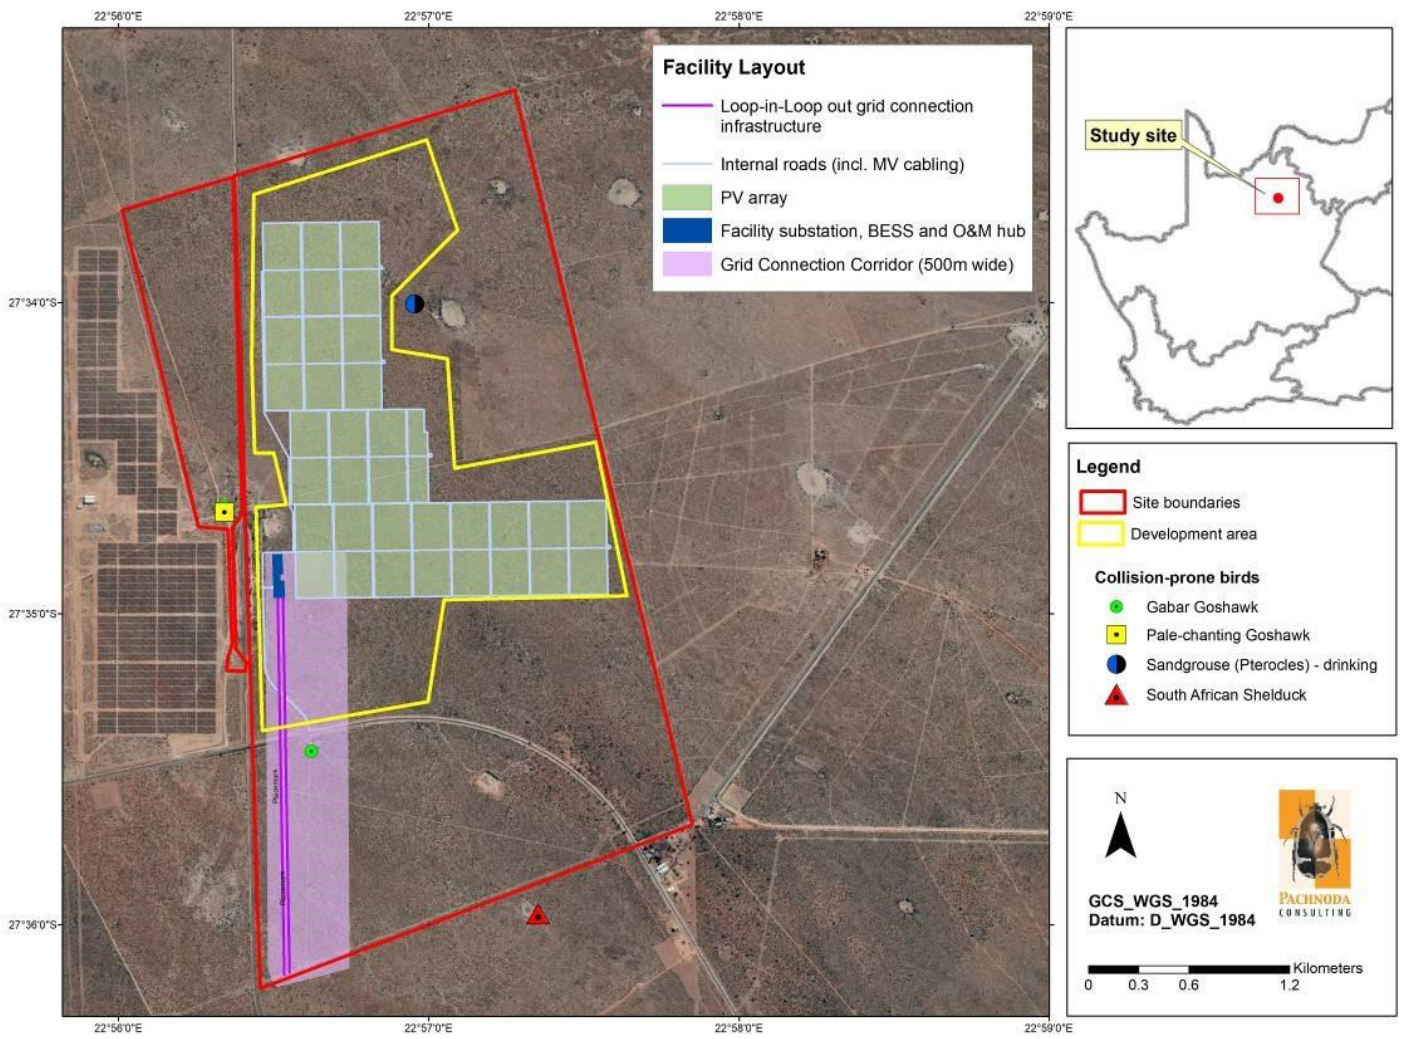 22°56'0"E
22°57'0"E
22°58'0"E
22°59'0"E
Facility Layout
Loop-in-Loop out grid connection
infrastructure
Internal roads (incl. MV cabling)
PV array
Facility substation, BESS and O&M hub
Grid Connection Corridor (500m wide)
Study site
27°34'0"S
27°35'0"S
27°36'0"S
Legend
Site boundaries
Development area
Collision-prone birds
Gabar Goshawk
Pale-chanting Goshawk
Sandgrouse (Pterocles) - drinking
South African Shelduck
N
GCS_WGS_1984
Datum: D_WGS_1984
PACHNODA
CONSULTING
Kilometers
0
0.3
0.6
1.2
22°56'0"E
22°57'0"E
22°58'0"E
22°59'0"E